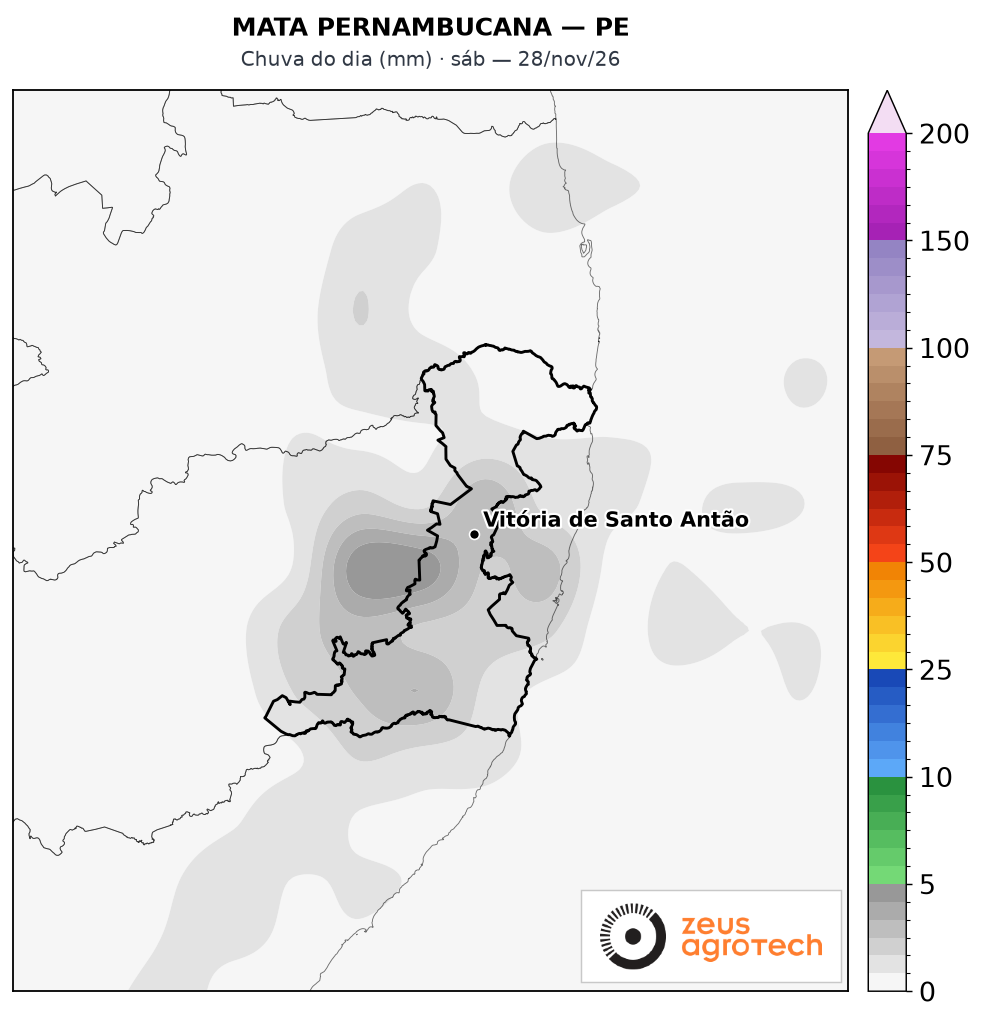 MATA PERNAMBUCANA — PE
Chuva do dia (mm) · sáb — 28/nov/26
200
150
100
75
50
25
10
5
0
Vitória de Santo Antão
zeus
agrotech